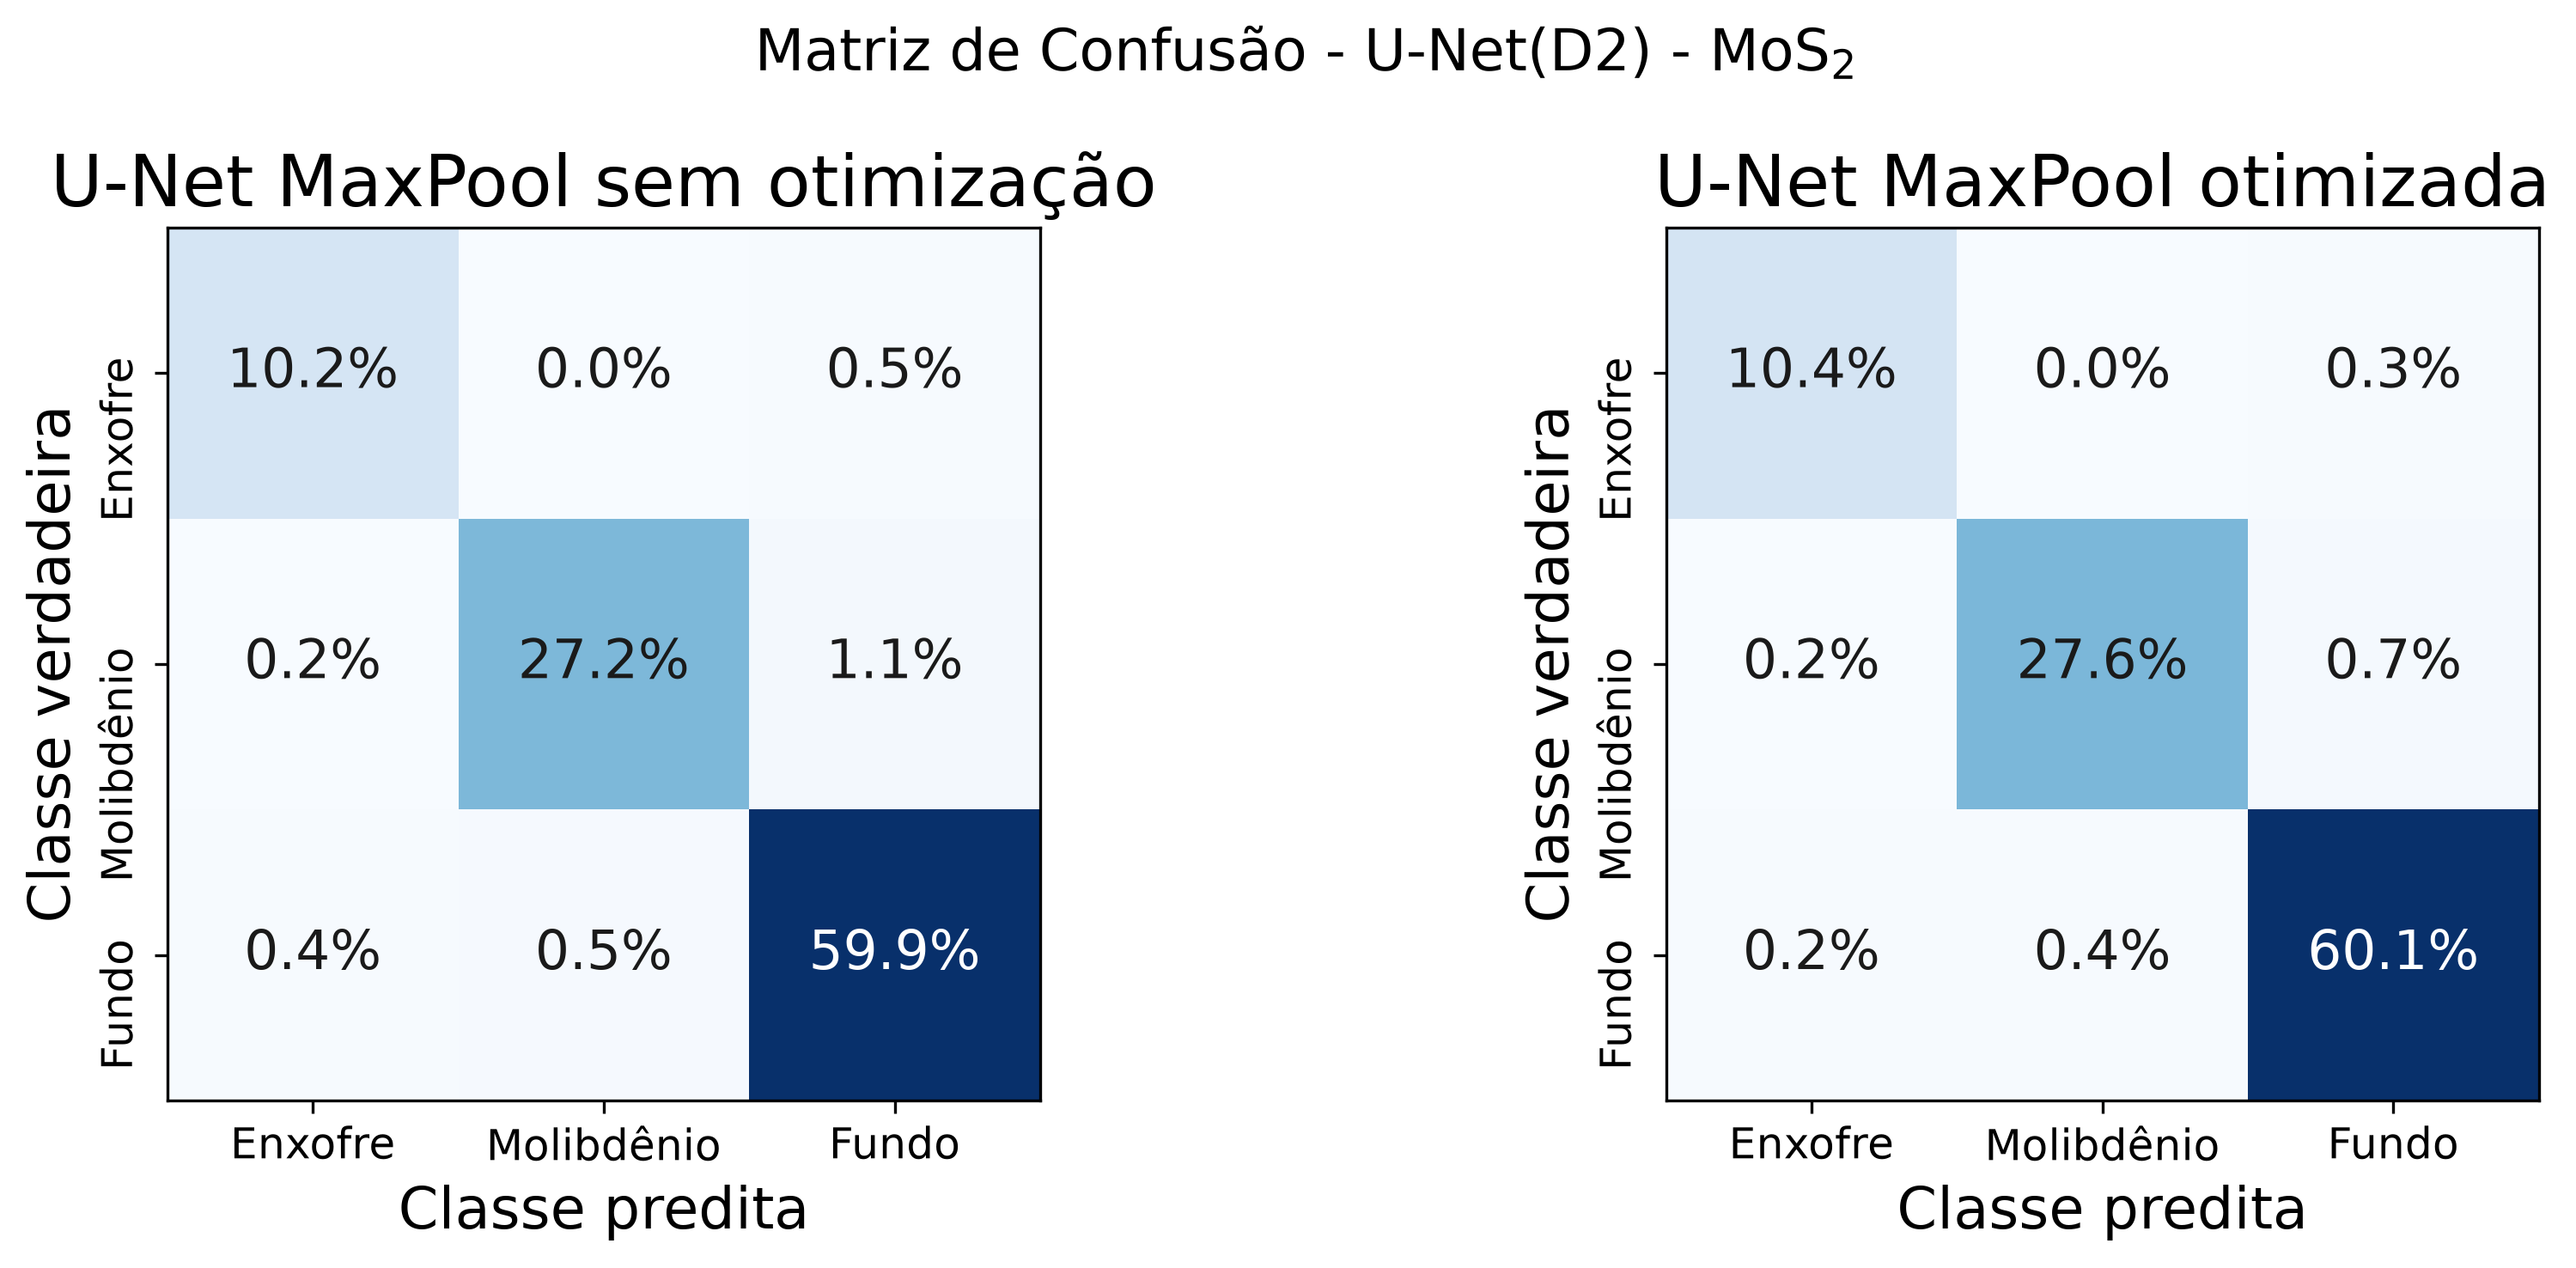 Matriz de Confusão - U-Net(D2) - MoS₂
U-Net MaxPool sem otimização
Classe verdadeira
Enxofre
Molibdênio
Fundo
10.2% 0.0% 0.5%
0.2% 27.2% 1.1%
0.4% 0.5% 59.9%
Enxofre Molibdênio Fundo
Classe predita
U-Net MaxPool otimizada
Classe verdadeira
Enxofre
Molibdênio
Fundo
10.4% 0.0% 0.3%
0.2% 27.6% 0.7%
0.2% 0.4% 60.1%
Enxofre Molibdênio Fundo
Classe predita